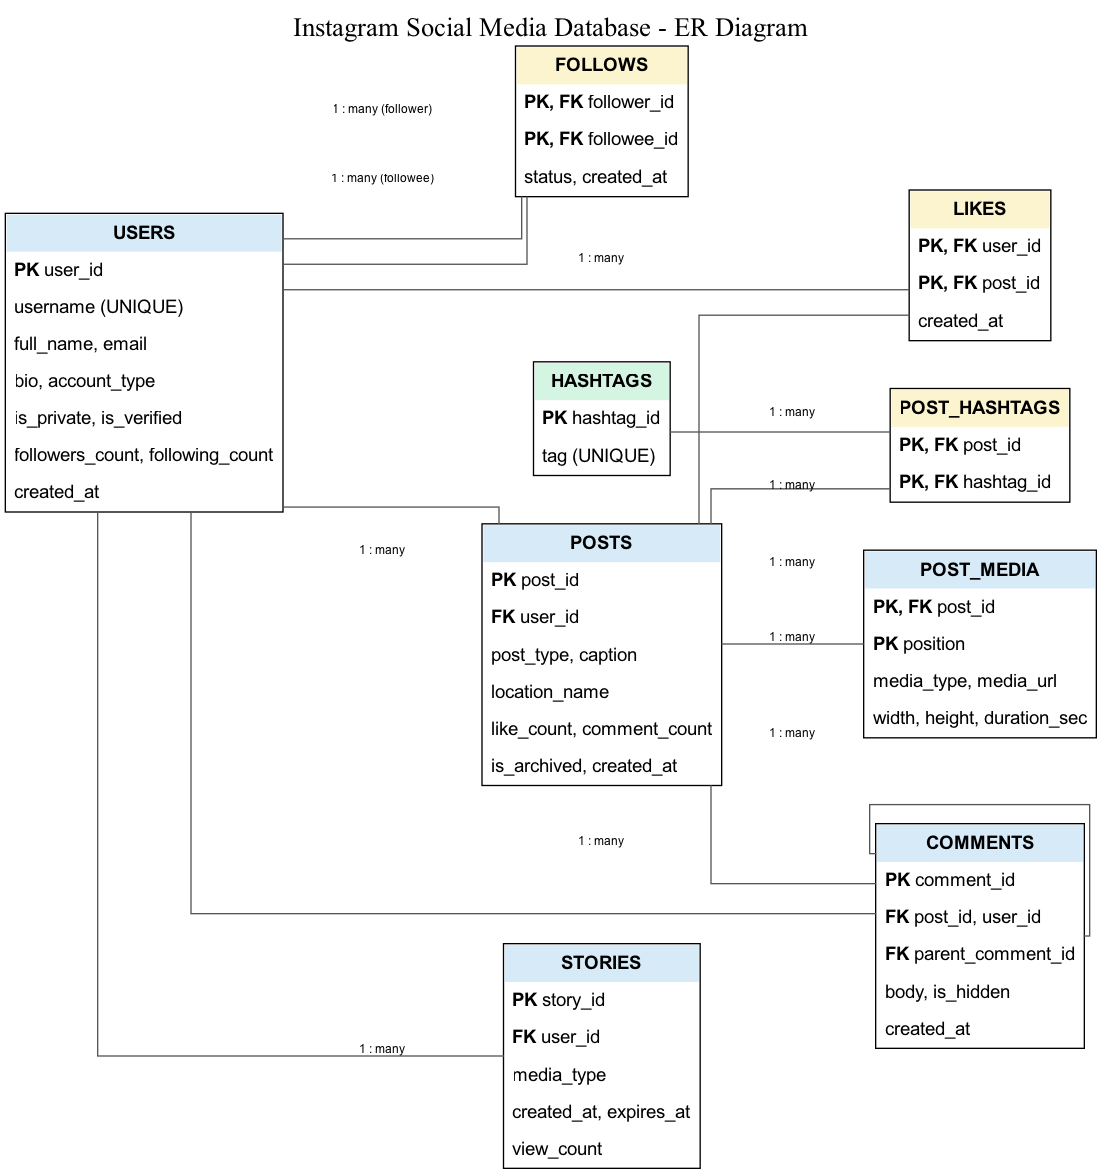 Instagram Social Media Database - ER Diagram
FOLLOWS
PK, FK follower_id
PK, FK followee_id
status, created_at
1 : many (follower)
1 : many (followee)
USERS
PK user_id
username (UNIQUE)
full_name, email
bio, account_type
is_private, is_verified
followers_count, following_count
created_at
1 : many
LIKES
PK, FK user_id
PK, FK post_id
created_at
HASHTAGS
PK hashtag_id
tag (UNIQUE)
1 : many
POST_HASHTAGS
PK, FK post_id
PK, FK hashtag_id
1 : many
1 : many
POSTS
PK post_id
FK user_id
post_type, caption
location_name
like_count, comment_count
is_archived, created_at
1 : many
1 : many
POST_MEDIA
PK, FK post_id
PK position
media_type, media_url
width, height, duration_sec
1 : many
1 : many
COMMENTS
PK comment_id
FK post_id, user_id
FK parent_comment_id
body, is_hidden
created_at
STORIES
PK story_id
FK user_id
media_type
created_at, expires_at
view_count
1 : many